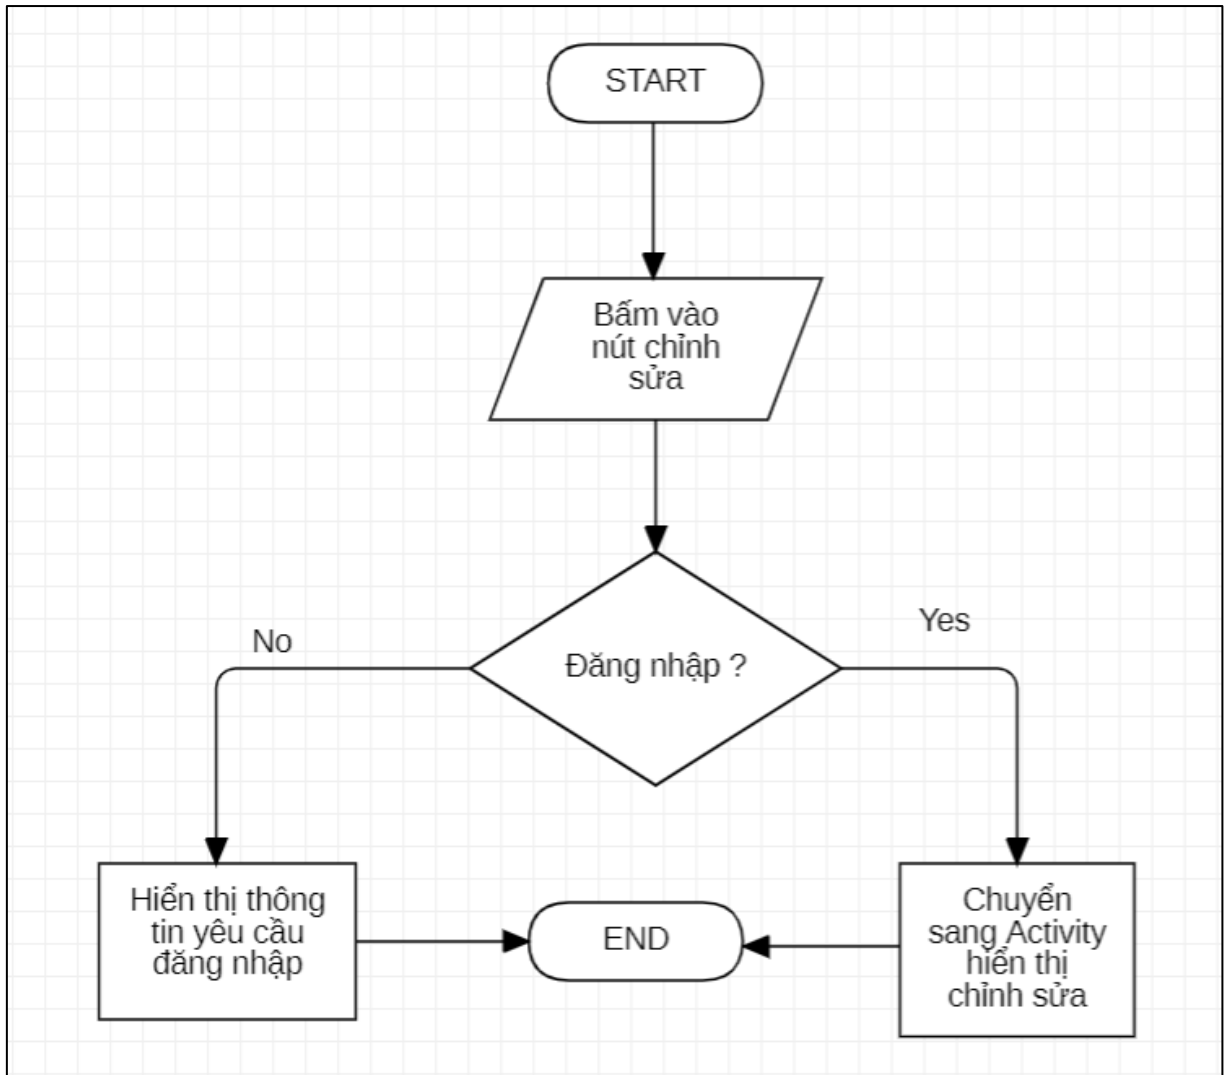 START
Bấm vào
nút chỉnh
sửa
Đăng nhập ?
No
Yes
Hiển thị thông
tin yêu cầu
đăng nhập
END
Chuyển
sang Activity
hiển thị
chỉnh sửa